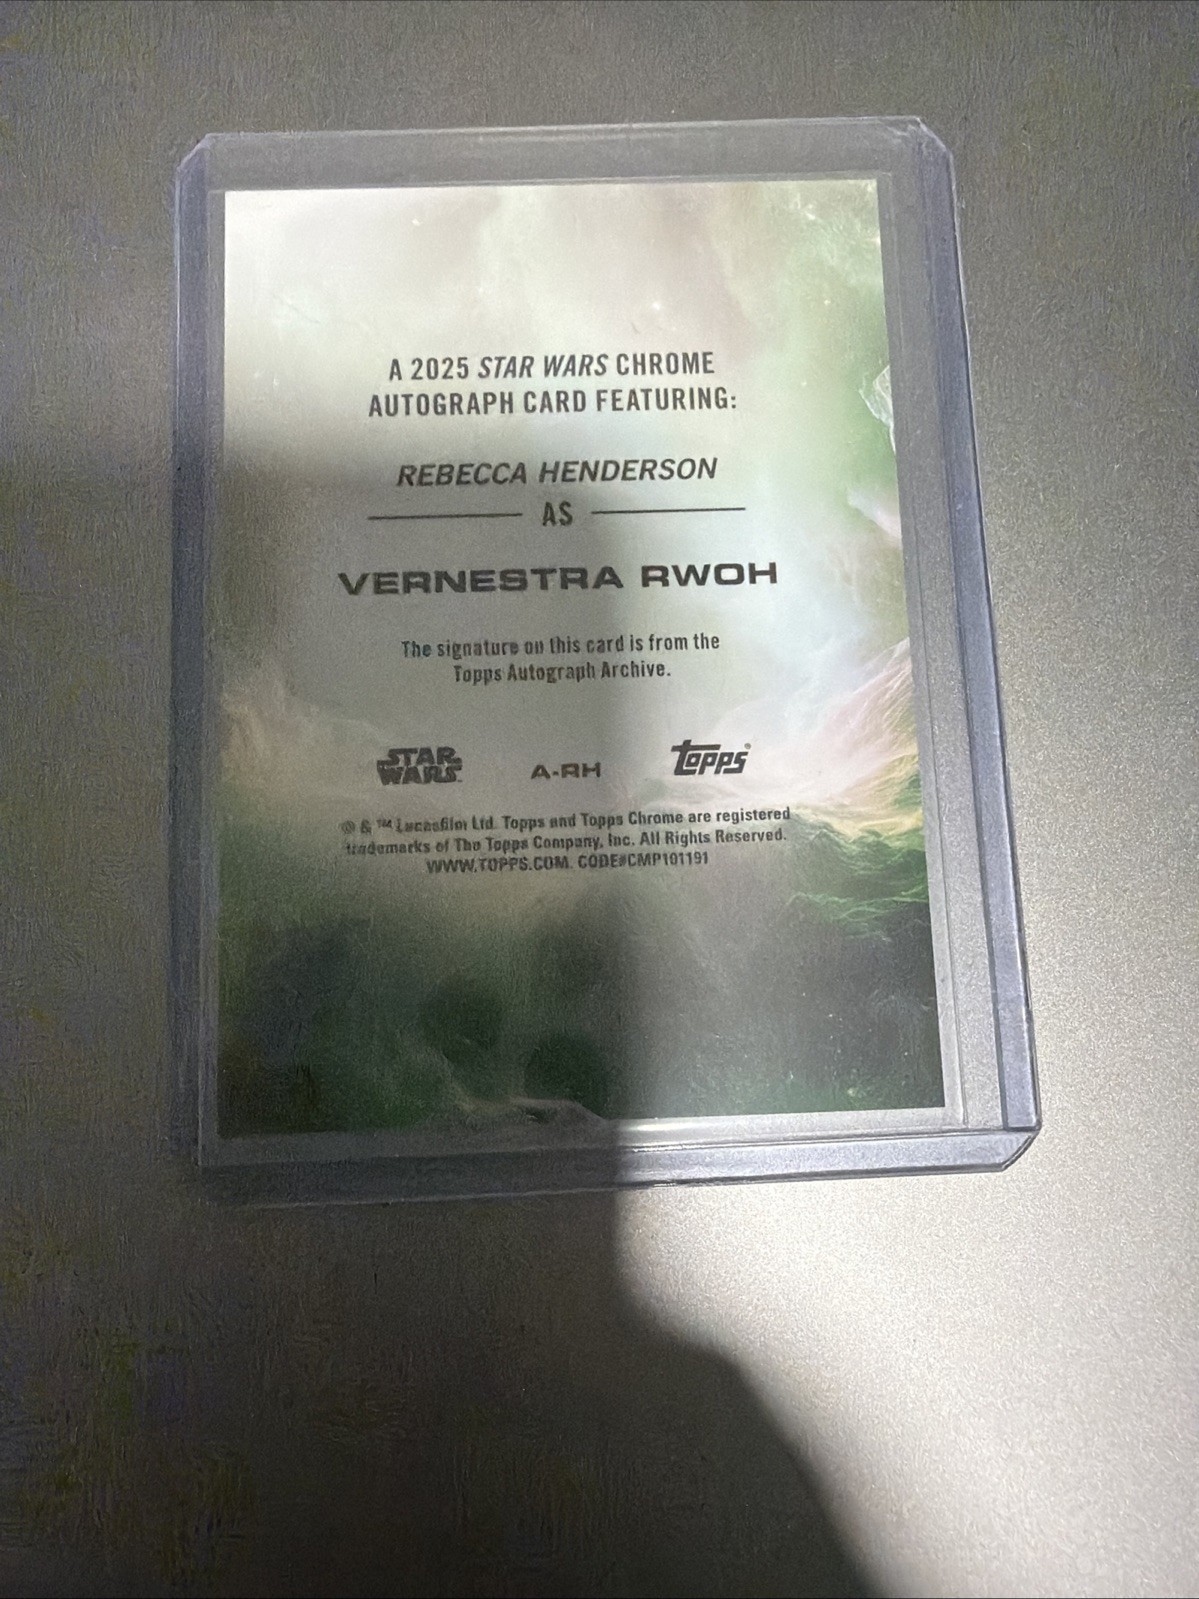 A 2025 STAR WARS CHROME
AUTOGRAPH CARD FEATURING:
REBECCA HENDERSON
AS
VERNESTRA RWOH
The signature on this card is from the
Topps Autograph Archive.
STAR WARS A-RH topps®
© & ™ Lucasfilm Ltd. Topps and Topps Chrome are registered
trademarks of The Topps Company, Inc. All Rights Reserved.
WWW.TOPPS.COM. CODE#CMP101191